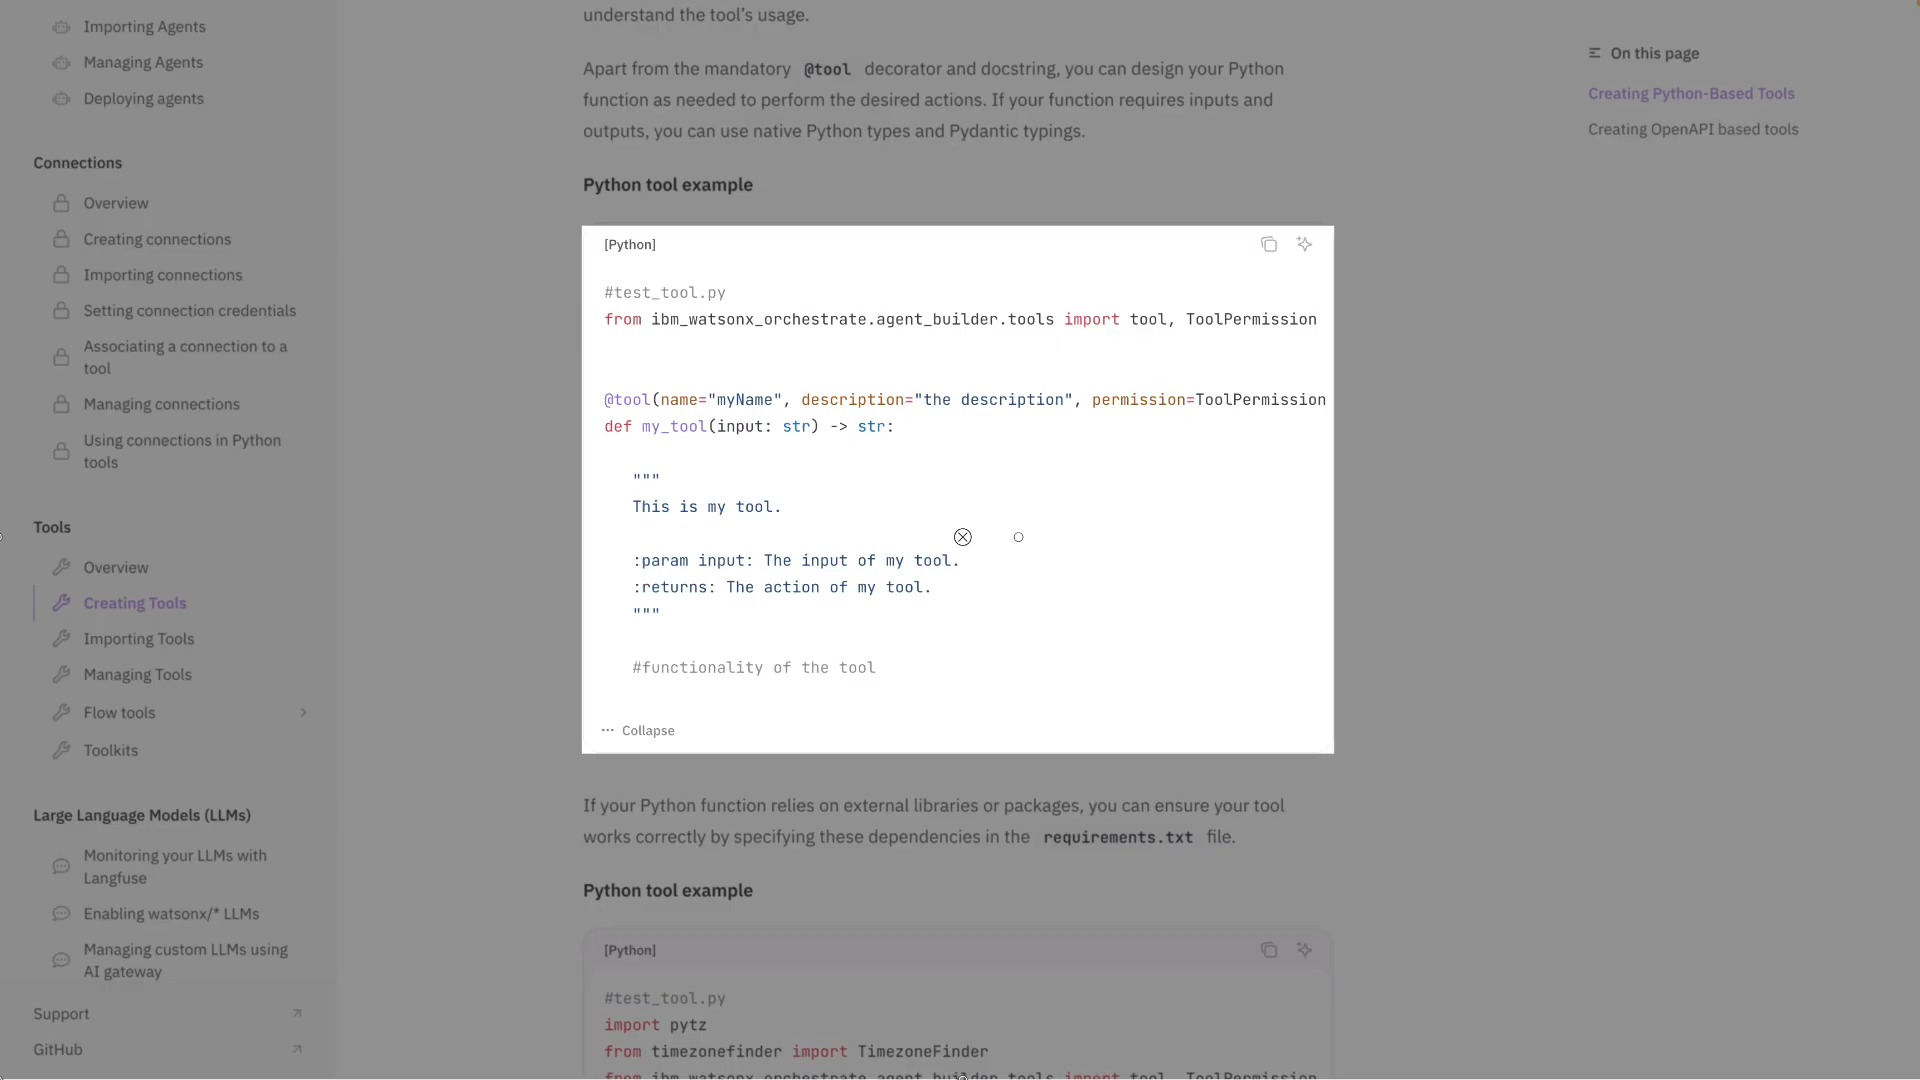 Importing Agents
Managing Agents
Deploying agents
Connections
Overview
Creating connections
Importing connections
Setting connection credentials
Associating a connection to a
tool
Managing connections
Using connections in Python
tools
Tools
Overview
Creating Tools
Importing Tools
Managing Tools
Flow tools
Toolkits
Large Language Models (LLMs)
Monitoring your LLMs with
Langfuse
Enabling watsonx/* LLMs
Managing custom LLMs using
AI gateway
Support
GitHub
understand the tool’s usage.
Apart from the mandatory @tool decorator and docstring, you can design your Python
function as needed to perform the desired actions. If your function requires inputs and
outputs, you can use native Python types and Pydantic typings.
Python tool example
[Python]
#test_tool.py
from ibm_watsonx_orchestrate.agent_builder.tools import tool, ToolPermission
@tool(name="myName", description="the description", permission=ToolPermission
def my_tool(input: str) -> str:
"""
This is my tool.
:param input: The input of my tool.
:returns: The action of my tool.
"""
#functionality of the tool
··· Collapse
If your Python function relies on external libraries or packages, you can ensure your tool
works correctly by specifying these dependencies in the requirements.txt file.
Python tool example
[Python]
#test_tool.py
import pytz
from timezonefinder import TimezoneFinder
from ibm_watsonx_orchestrate.agent_builder.tools import tool, ToolPermission
On this page
Creating Python-Based Tools
Creating OpenAPI based tools